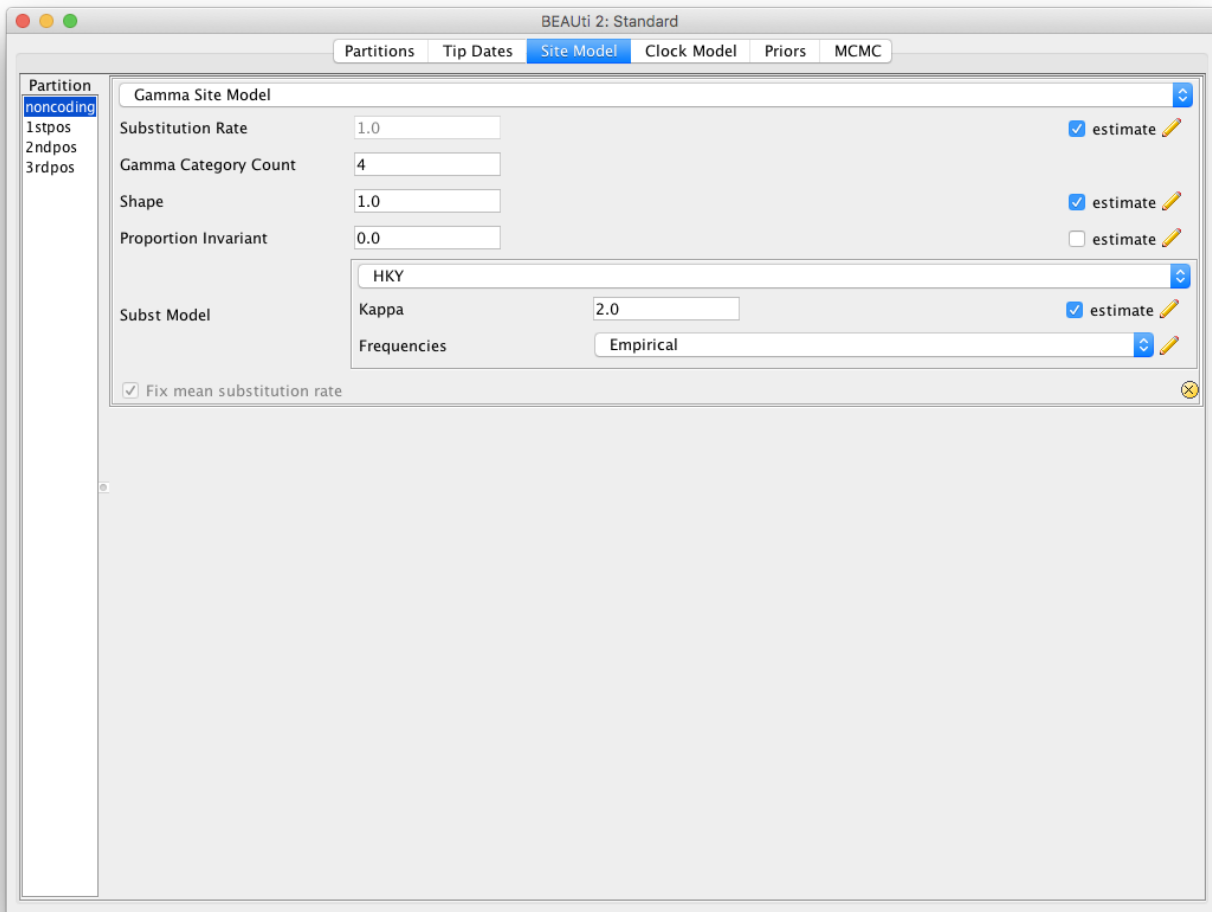 BEAUti 2: Standard
Partitions Tip Dates Site Model Clock Model Priors MCMC
Partition
noncoding
1stpos
2ndpos
3rdpos
Gamma Site Model
Substitution Rate 1.0 estimate
Gamma Category Count 4
Shape 1.0 estimate
Proportion Invariant 0.0 estimate
HKY
Subst Model
Kappa 2.0 estimate
Frequencies Empirical
Fix mean substitution rate